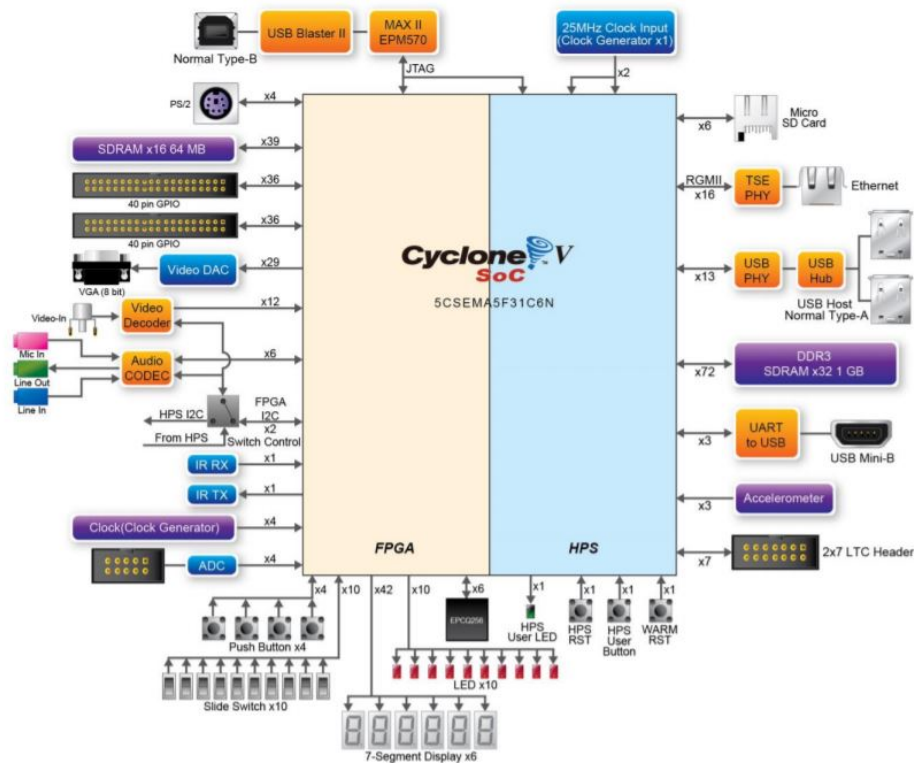 Normal Type-B
USB Blaster II
MAX II
EPM570
JTAG
25MHz Clock Input
(Clock Generator x1)
x2
PS/2
x4
SDRAM x16 64 MB
x39
x36
40 pin GPIO
x36
40 pin GPIO
VGA (8 bit)
Video DAC
x29
Video-In
Video
Decoder
x12
Mic In
Line Out
Line In
Audio
CODEC
x6
HPS I2C
From HPS
FPGA
I2C
x2
Switch Control
IR RX
x1
IR TX
x1
Clock(Clock Generator)
x4
ADC
x4
Cyclone V
SoC
™
5CSEMA5F31C6N
FPGA
HPS
x6
Micro
SD Card
RGMII
x16
TSE
PHY
Ethernet
x13
USB
PHY
USB
Hub
USB Host
Normal Type-A
x72
DDR3
SDRAM x32 1 GB
x3
UART
to USB
USB Mini-B
x3
Accelerometer
x7
2x7 LTC Header
x4
Push Button x4
x10
Slide Switch x10
x42
7-Segment Display x6
x10
LED x10
x6
EPCQ256
x1
HPS
User LED
x1
HPS
RST
x1
HPS
User
Button
x1
WARM
RST